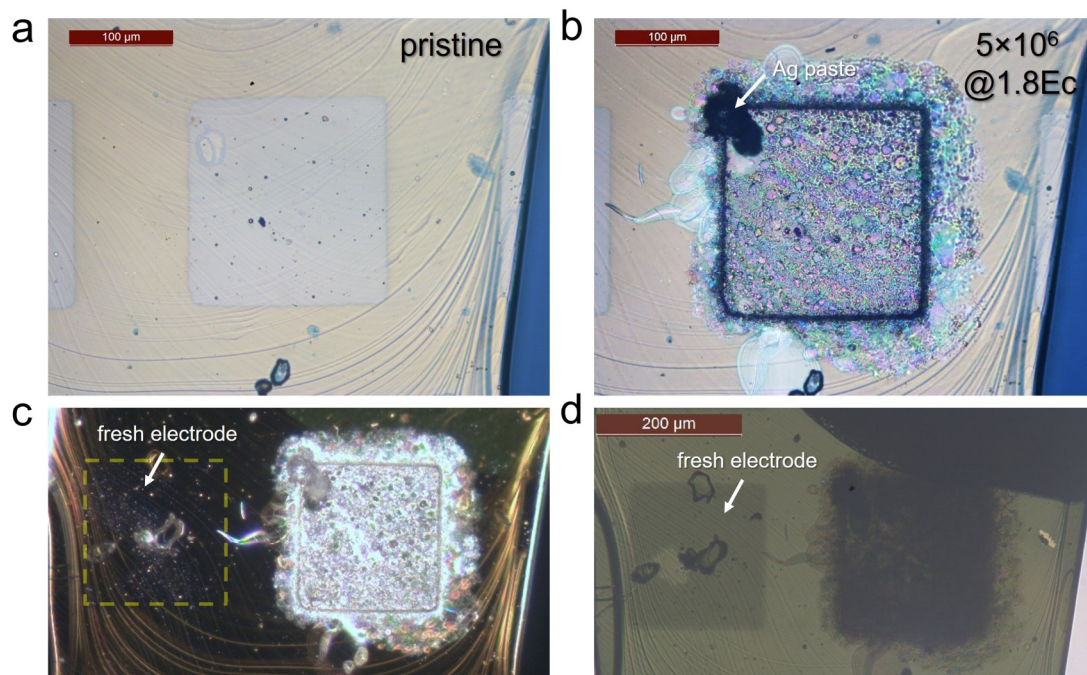 a
100 µm
pristine
b
100 µm
5×10⁶
@1.8Ec
Ag paste
c
fresh electrode
d
200 µm
fresh electrode